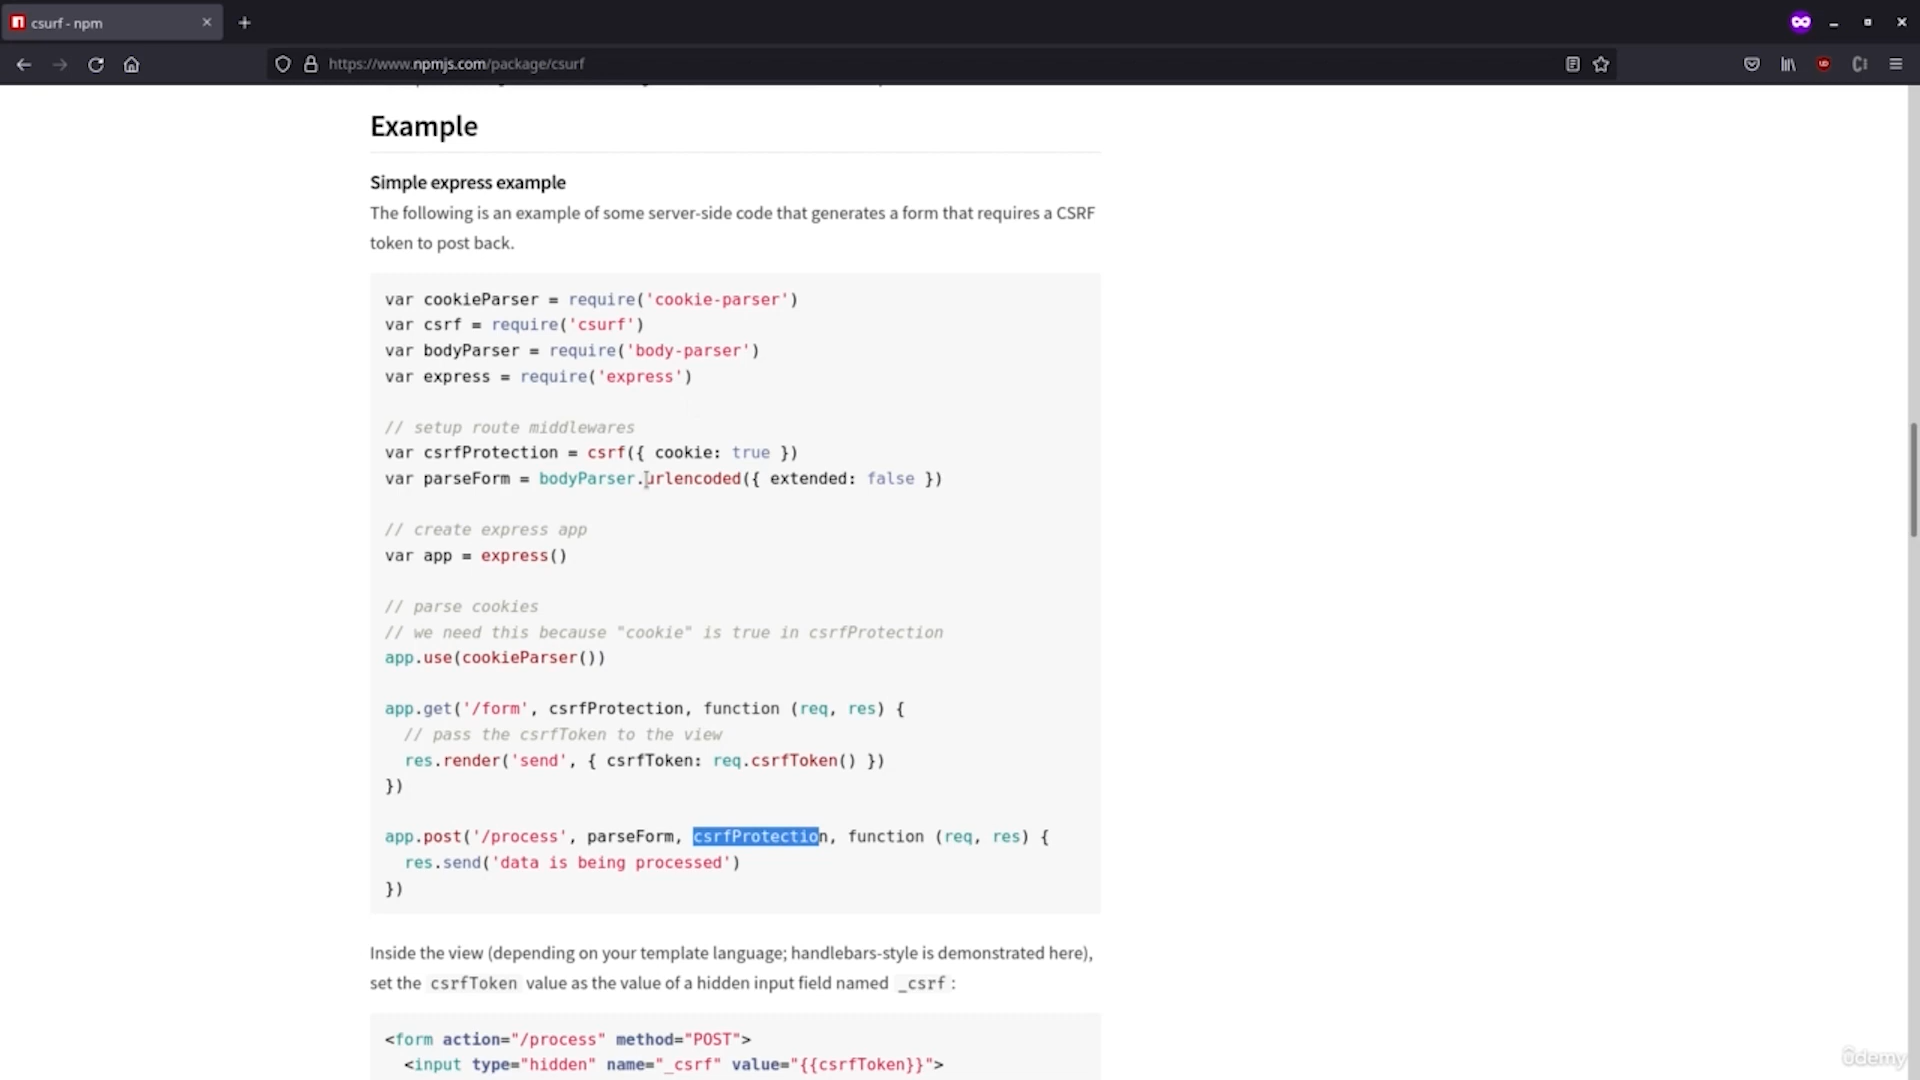 csurf - npm
https://www.npmjs.com/package/csurf
Example
Simple express example
The following is an example of some server-side code that generates a form that requires a CSRF
token to post back.
var cookieParser = require('cookie-parser')
var csrf = require('csurf')
var bodyParser = require('body-parser')
var express = require('express')
// setup route middlewares
var csrfProtection = csrf({ cookie: true })
var parseForm = bodyParser.urlencoded({ extended: false })
// create express app
var app = express()
// parse cookies
// we need this because "cookie" is true in csrfProtection
app.use(cookieParser())
app.get('/form', csrfProtection, function (req, res) {
  // pass the csrfToken to the view
  res.render('send', { csrfToken: req.csrfToken() })
})
app.post('/process', parseForm, csrfProtection, function (req, res) {
  res.send('data is being processed')
})
Inside the view (depending on your template language; handlebars-style is demonstrated here),
set the csrfToken value as the value of a hidden input field named _csrf :
<form action="/process" method="POST">
  <input type="hidden" name="_csrf" value="{{csrfToken}}">
ûdemy